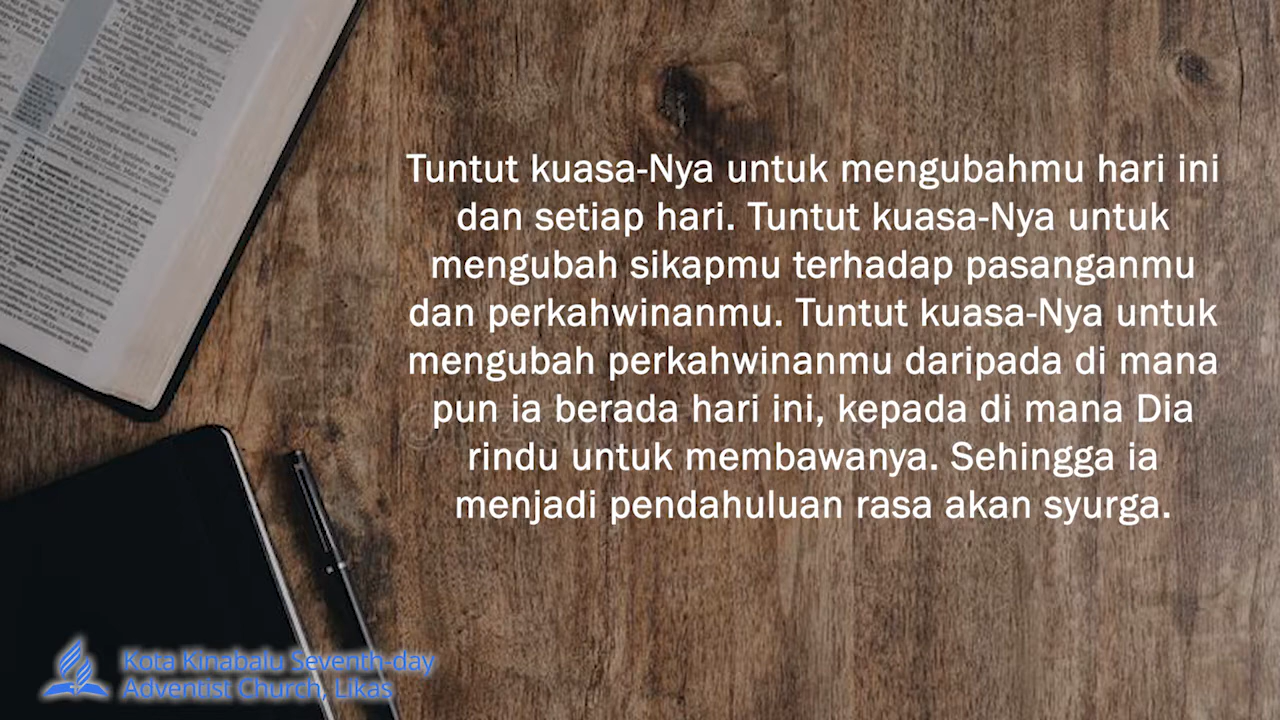 Tuntut kuasa-Nya untuk mengubahmu hari ini
dan setiap hari. Tuntut kuasa-Nya untuk
mengubah sikapmu terhadap pasanganmu
dan perkahwinanmu. Tuntut kuasa-Nya untuk
mengubah perkahwinanmu daripada di mana
pun ia berada hari ini, kepada di mana Dia
rindu untuk membawanya. Sehingga ia
menjadi pendahuluan rasa akan syurga.
Kota Kinabalu Seventh-day
Adventist Church, Likas